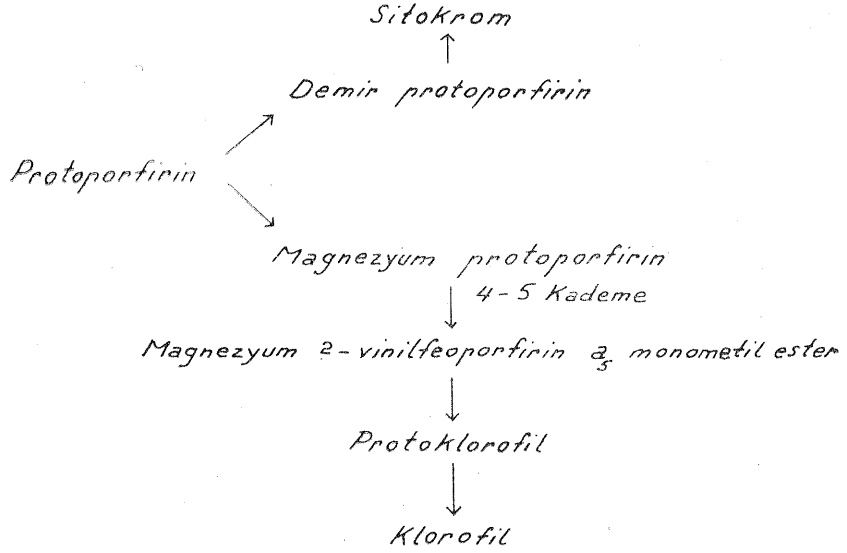 Sitokrom
Demir protoporfirin
Protoporfirin
Magnezyum protoporfirin
4-5 Kademe
Magnezyum 2-vinilfeoporfirin a5 monometil ester
Protoklorofil
Klorofil